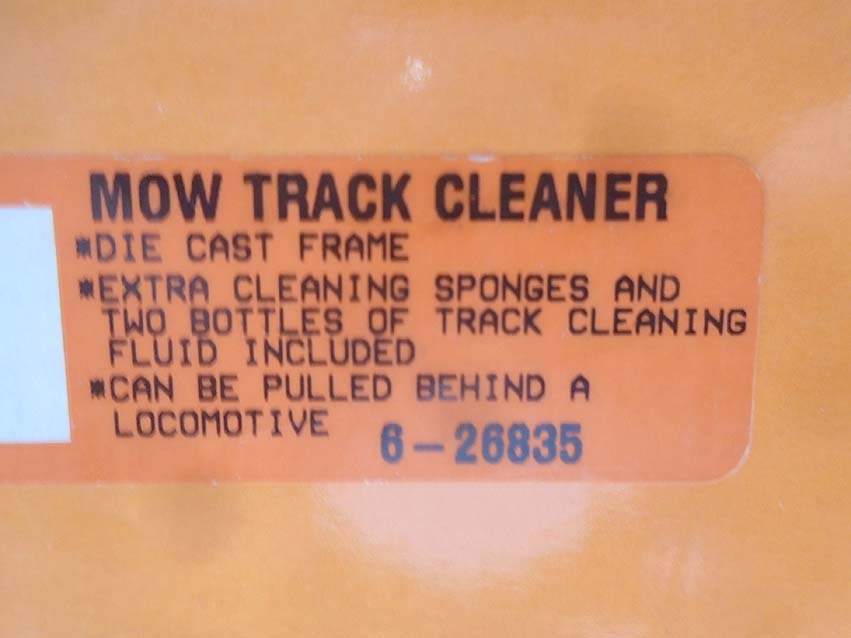 MOW TRACK CLEANER
*DIE CAST FRAME
*EXTRA CLEANING SPONGES AND
TWO BOTTLES OF TRACK CLEANING
FLUID INCLUDED
*CAN BE PULLED BEHIND A
LOCOMOTIVE
6-26835